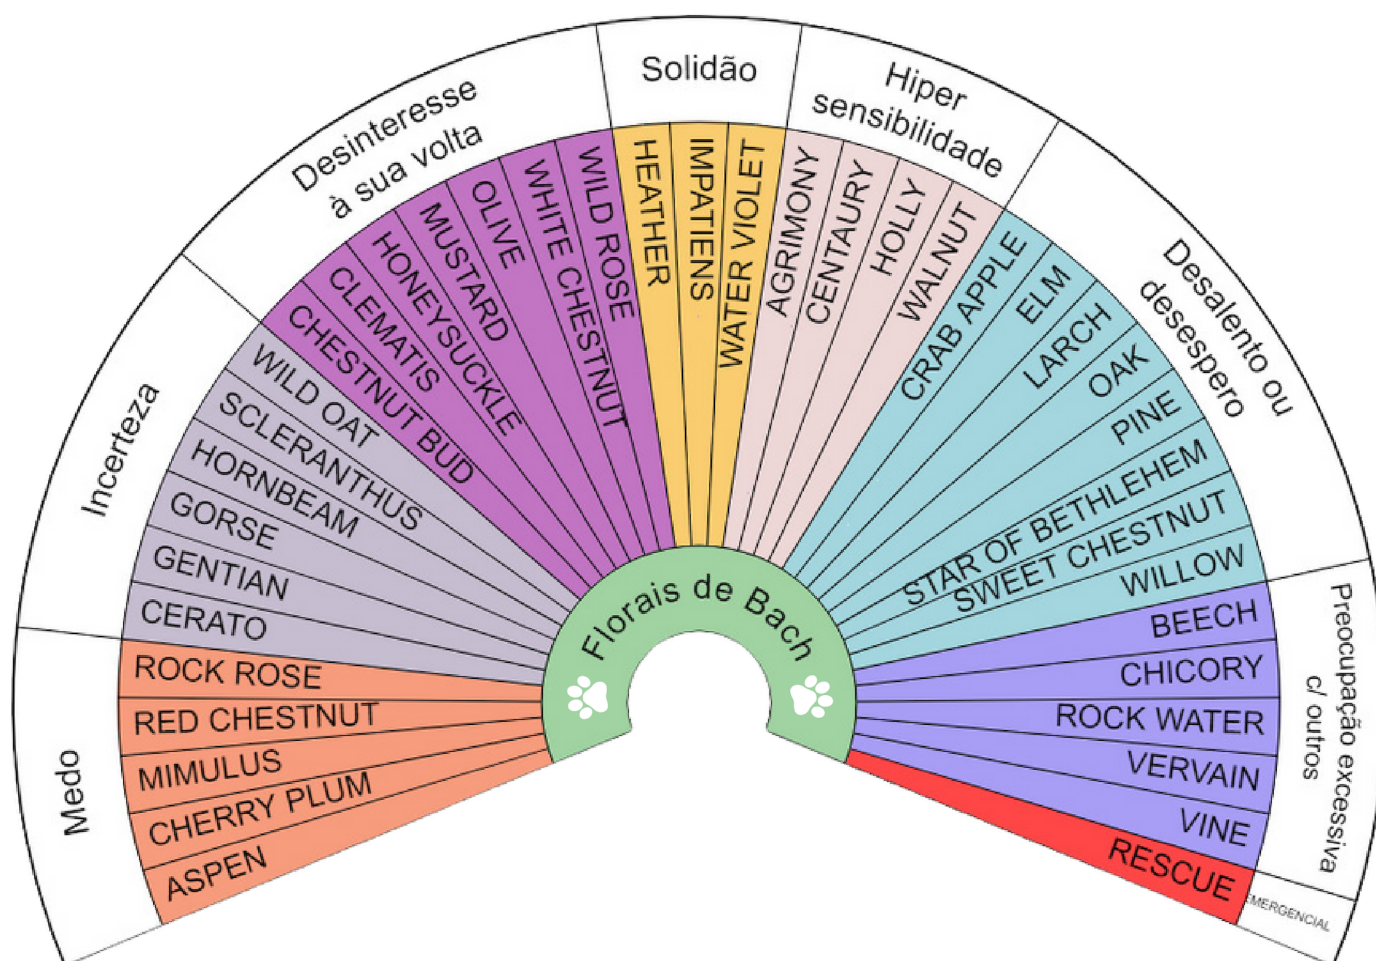 Medo
ASPEN
CHERRY PLUM
MIMULUS
RED CHESTNUT
ROCK ROSE
Incerteza
CERATO
GENTIAN
GORSE
HORNBEAM
SCLERANTHUS
WILD OAT
Desinteresse
à sua volta
CHESTNUT BUD
CLEMATIS
HONEYSUCKLE
MUSTARD
OLIVE
WHITE CHESTNUT
WILD ROSE
Solidão
HEATHER
IMPATIENS
WATER VIOLET
Hiper
sensibilidade
AGRIMONY
CENTAURY
HOLLY
WALNUT
Desalento ou
desespero
CRAB APPLE
ELM
LARCH
OAK
PINE
STAR OF BETHLEHEM
SWEET CHESTNUT
WILLOW
Preocupação excessiva
c/ outros
BEECH
CHICORY
ROCK WATER
VERVAIN
VINE
EMERGENCIAL
RESCUE
Florais de Bach